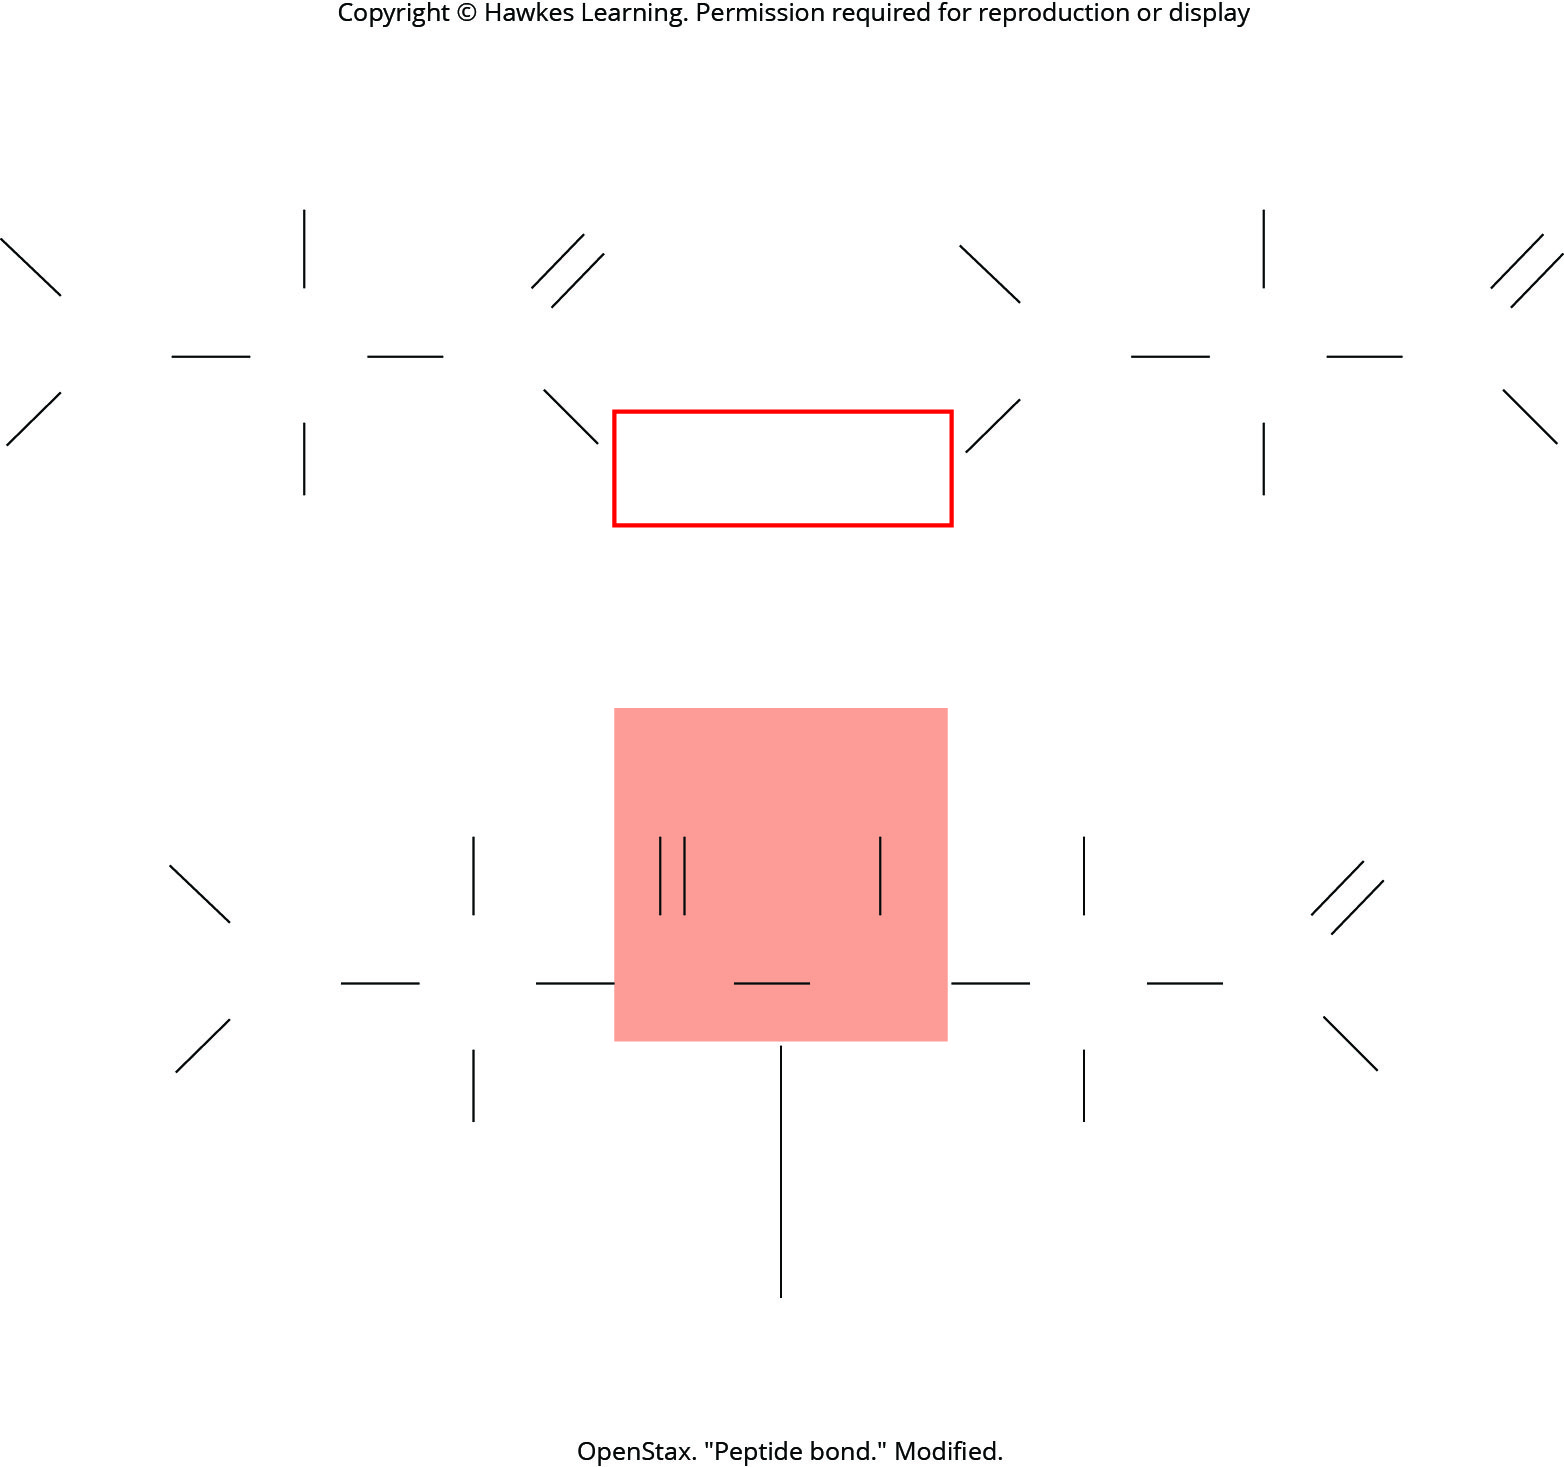 Copyright © Hawkes Learning. Permission required for reproduction or display
OpenStax. "Peptide bond." Modified.